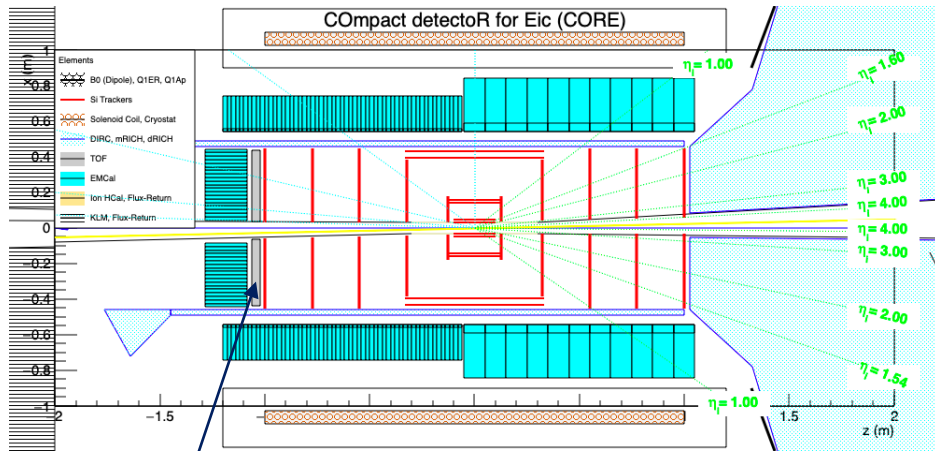 COmpact detectoR for Eic (CORE)
x (m)
Elements
B0 (Dipole), Q1ER, Q1Ap
Si Trackers
Solenoid Coil, Cryostat
DIRC, mRICH, dRICH
TOF
EMCal
Ion HCal, Flux-Return
KLM, Flux-Return
1
0.8
0.6
0.4
0.2
0
−0.2
−0.4
−0.6
−0.8
−1
η = 1.00
η = 1.60
η = 2.00
η = 3.00
η = 4.00
η = 4.00
η = 3.00
η = 2.00
η = 1.54
η = 1.00
2
−1.5
1.5
2
z (m)